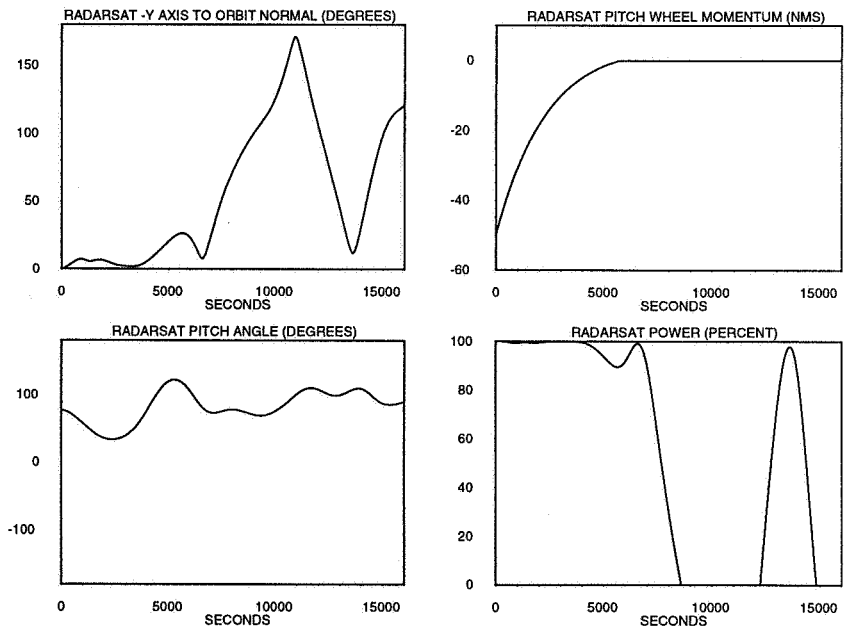 RADARSAT -Y AXIS TO ORBIT NORMAL (DEGREES)
150
100
50
0
0 5000 10000 15000
SECONDS
RADARSAT PITCH WHEEL MOMENTUM (NMS)
0
-20
-40
-60
0 5000 10000 15000
SECONDS
RADARSAT PITCH ANGLE (DEGREES)
100
0
-100
0 5000 10000 15000
SECONDS
RADARSAT POWER (PERCENT)
100
80
60
40
20
0
0 5000 10000 15000
SECONDS